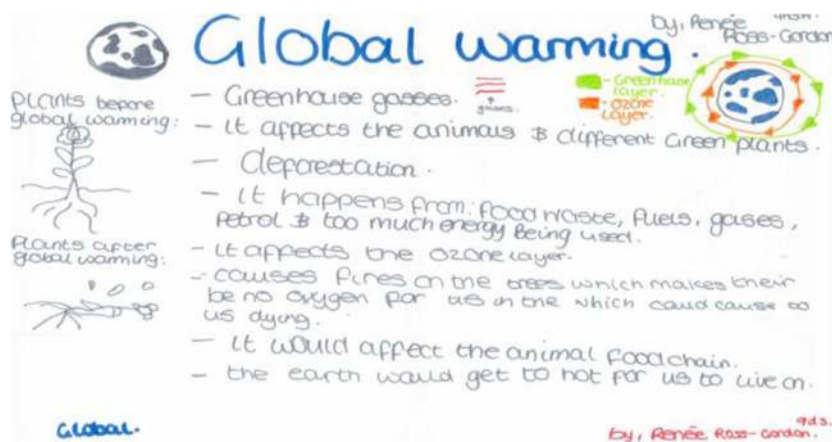 Global warming.
by, Renée
Ross-Gordon
PLants before
global warming:
- Greenhouse gasses.
gasses.
- Greenhouse
layer.
- ozone
layer.
- it affects the animals & different Green plants.
- deforestation.
- it happens from: food waste, fuels, gases,
petrol & too much energy being used.
PLants after
global warming:
- it affects the ozone layer.
- causes fires on the trees which makes their
be no oxygen for us in the which could cause to
us dying.
- it would affect the animal foodchain.
- the earth would get to hot for us to live on.
Global.
9ds.
by, Renée Ross-Gordon.